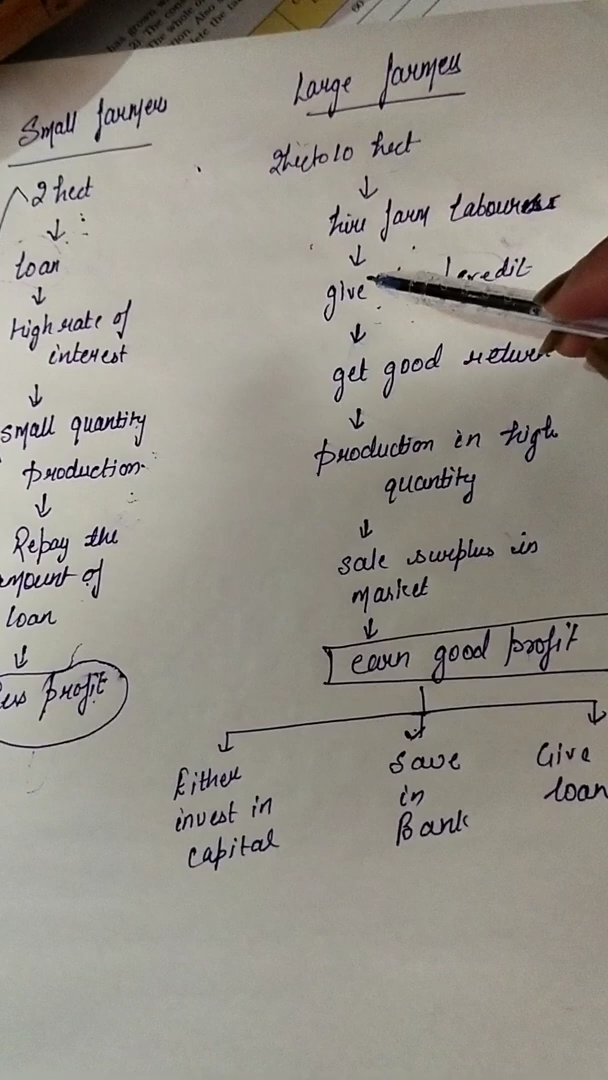 Small farmers
2 hect
loan
High rate of
interest
small quantity
production
Repay the
amount of
loan
less profit
Large farmers
2hect to 10 hect
hire farm labourers
give
credit
get good return
production in high
quantity
sale surplus in
market
earn good profit
Either
invest in
capital
Save
in
Bank
Give
loan